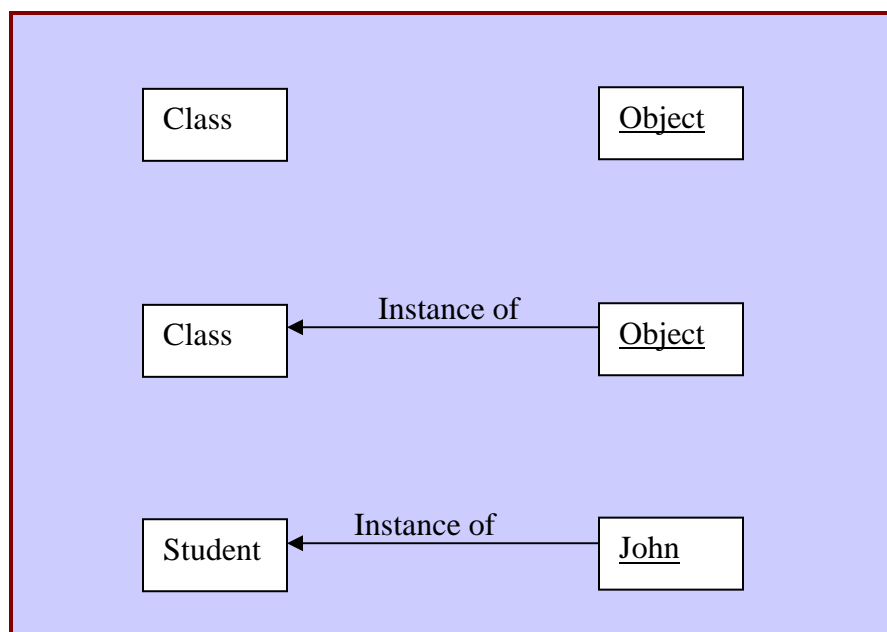 Class
Object
Instance of
Class
Object
Instance of
Student
John